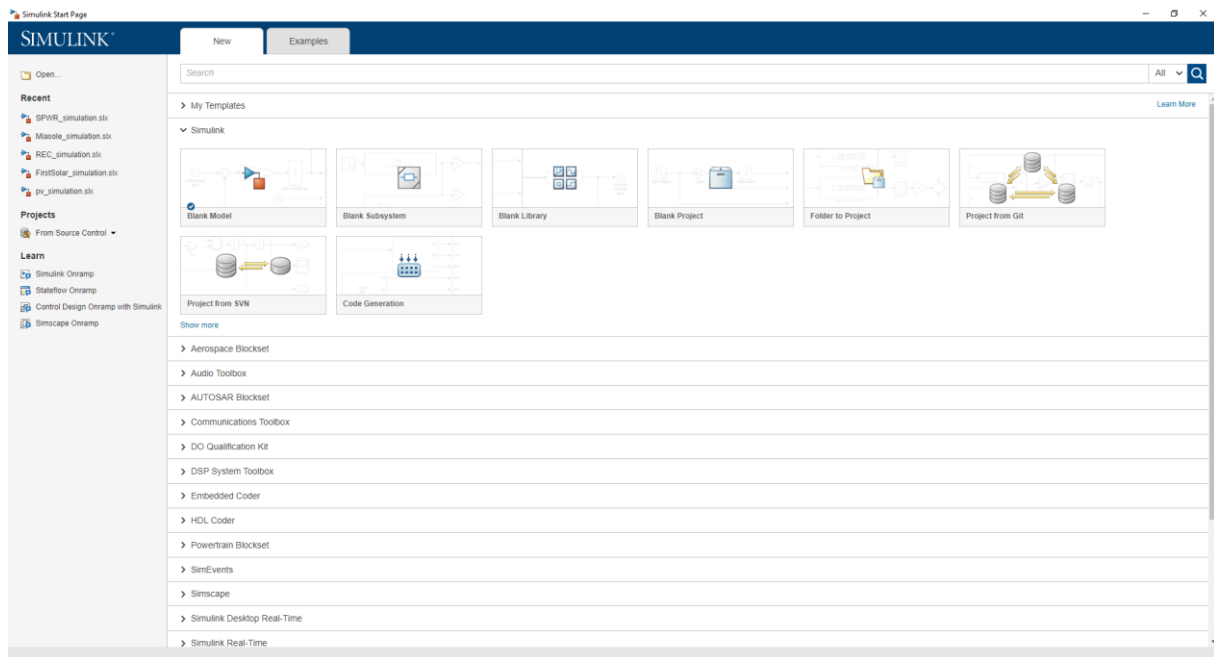 Simulink Start Page
SIMULINK®
New
Examples
Open...
Recent
SPWR_simulation.slx
Miasole_simulation.slx
REC_simulation.slx
FirstSolar_simulation.slx
pv_simulation.slx
Projects
From Source Control
Learn
Simulink Onramp
Stateflow Onramp
Control Design Onramp with Simulink
Simscape Onramp
Search
All
My Templates
Learn More
Simulink
Blank Model
Blank Subsystem
Blank Library
Blank Project
Folder to Project
Project from Git
Project from SVN
Code Generation
Show more
Aerospace Blockset
Audio Toolbox
AUTOSAR Blockset
Communications Toolbox
DO Qualification Kit
DSP System Toolbox
Embedded Coder
HDL Coder
Powertrain Blockset
SimEvents
Simscape
Simulink Desktop Real-Time
Simulink Real-Time